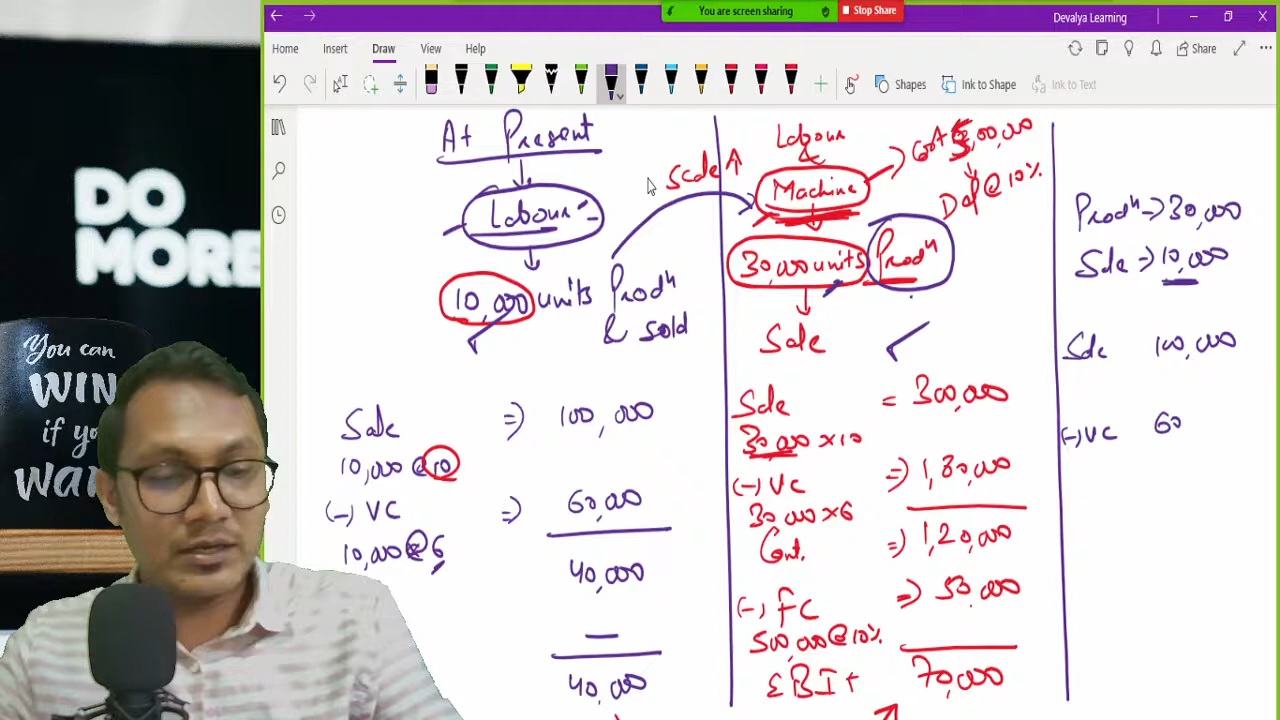 You are screen sharing
Stop Share
Devalya Learning
Home Insert Draw View Help
Share
Shapes
Ink to Shape
Ink to Text
DO
MORE
You can
WIN
if you
Wan
At Present
Labour
10,000 units Prodⁿ
& sold
Sale => 100,000
10,000 @ 10
(-) VC => 60,000
10,000 @ 6
40,000
—
40,000
Scale ↑
Labour
&
Machine
Cost 5,00,000
Dep @ 10%
30,000 units Prodⁿ
Sale
Sale = 300,000
30,000 x 10
(-) VC => 1,80,000
30,000 x 6
Cont. => 1,20,000
(-) FC => 50,000
500,000 @ 10%
EBIT 70,000
Prodⁿ -> 30,000
Sale -> 10,000
Sale 100,000
(-) VC 60